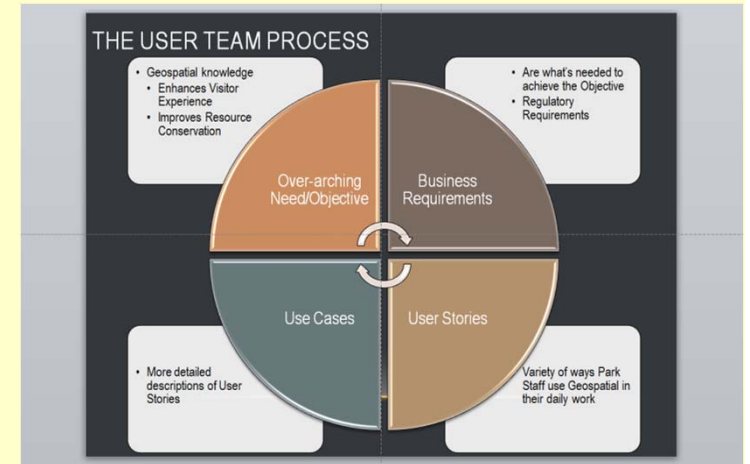 THE USER TEAM PROCESS
• Geospatial knowledge
• Enhances Visitor
Experience
• Improves Resource
Conservation
• Are what's needed to
achieve the Objective
• Regulatory
Requirements
Over-arching
Need/Objective
Business
Requirements
Use Cases
User Stories
• More detailed
descriptions of User
Stories
Variety of ways Park
Staff use Geospatial in
their daily work